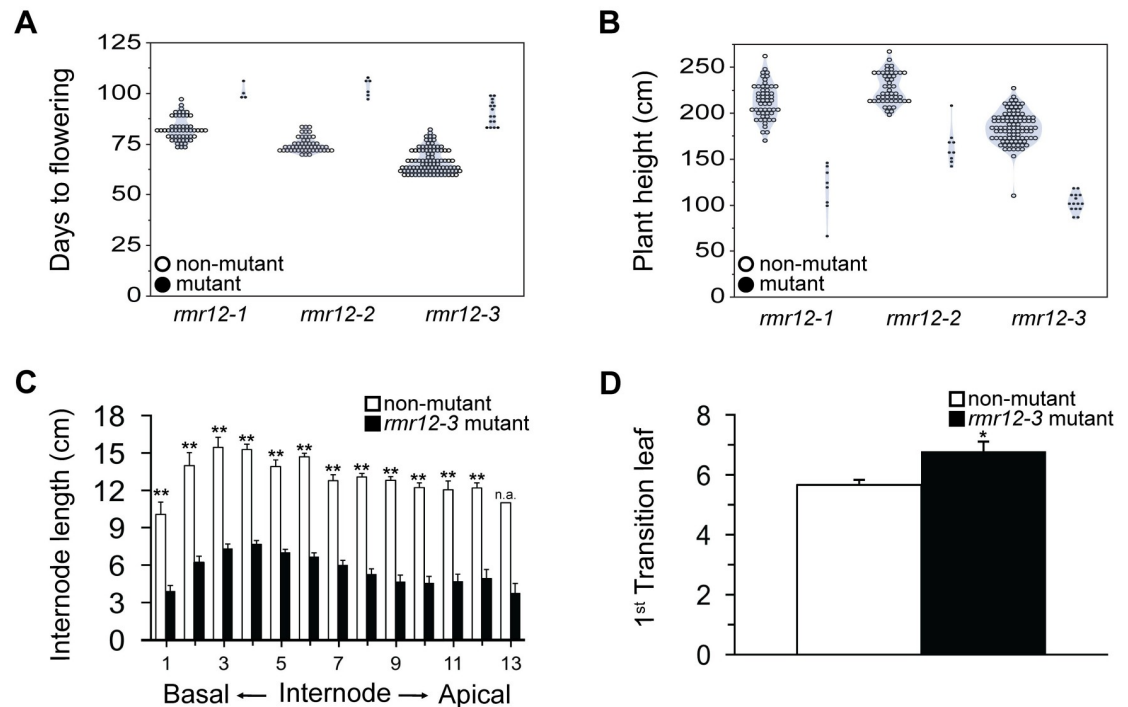 A
Days to flowering
125
100
75
50
25
0
non-mutant
mutant
rmr12-1 rmr12-2 rmr12-3
B
Plant height (cm)
250
200
150
100
50
0
non-mutant
mutant
rmr12-1 rmr12-2 rmr12-3
C
Internode length (cm)
18
15
12
9
6
3
0
non-mutant
rmr12-3 mutant
** ** ** ** ** ** ** ** ** ** ** ** n.a.
1 3 5 7 9 11 13
Basal ← Internode → Apical
D
1st Transition leaf
8
6
4
2
0
non-mutant
rmr12-3 mutant
*